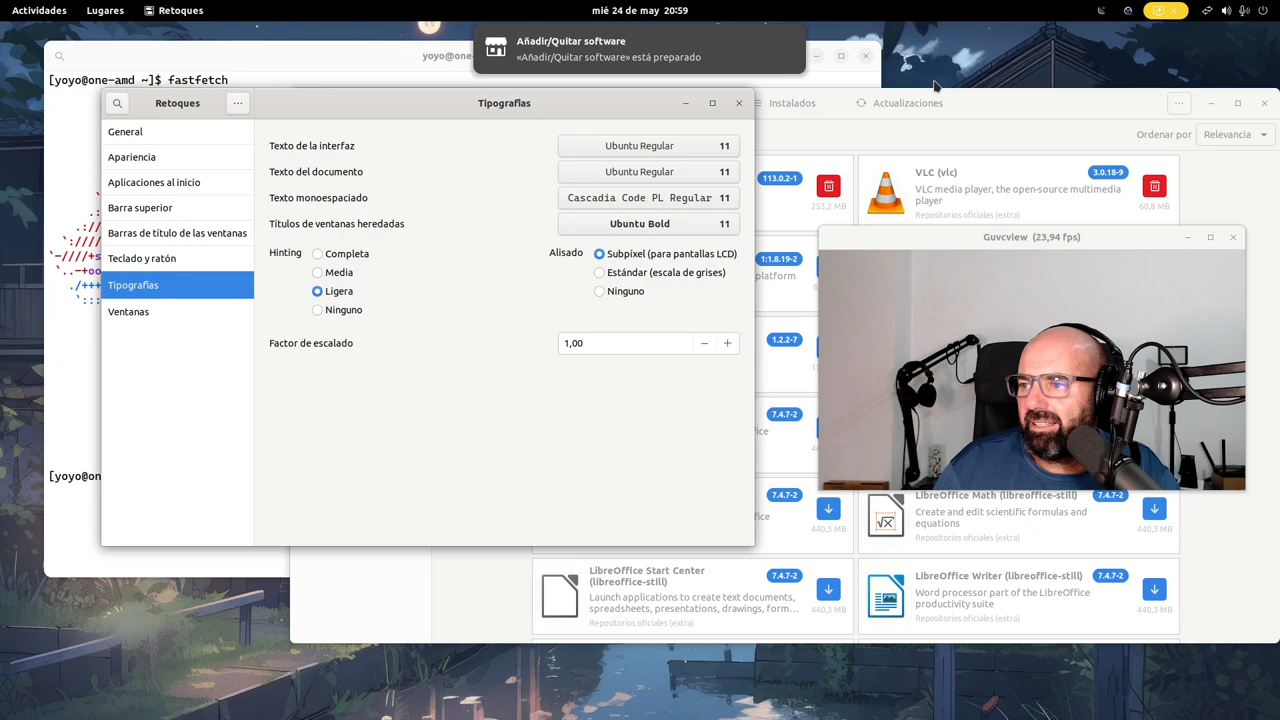 Actividades
Lugares
Retoques
mié 24 de may 20:59
Añadir/Quitar software
«Añadir/Quitar software» está preparado
yoyo@one-
[yoyo@one-amd ~]$ fastfetch
Retoques
Tipografías
Instalados
Actualizaciones
Ordenar por
Relevancia
General
Apariencia
Aplicaciones al inicio
Barra superior
Barras de título de las ventanas
Teclado y ratón
Tipografías
Ventanas
Texto de la interfaz
Ubuntu Regular 11
Texto del documento
Ubuntu Regular 11
Texto monoespaciado
Cascadia Code PL Regular 11
Títulos de ventanas heredadas
Ubuntu Bold 11
Hinting
Completa
Media
Ligera
Ninguno
Alisado
Subpíxel (para pantallas LCD)
Estándar (escala de grises)
Ninguno
Factor de escalado
1,00
113.0.2-1
253,2 MB
VLC (vlc)
3.0.18-9
VLC media player, the open-source multimedia
player
Repositorios oficiales (extra)
60,8 MB
1:1.8.19-2
platform
1.2.2-7
7.4.7-2
Guvcview (23,94 fps)
[yoyo@on
7.4.7-2
440,3 MB
LibreOffice Math (libreoffice-still)
7.4.7-2
Create and edit scientific formulas and
equations
Repositorios oficiales (extra)
440,3 MB
LibreOffice Start Center
(libreoffice-still)
7.4.7-2
Launch applications to create text documents,
spreadsheets, presentations, drawings, form...
Repositorios oficiales (extra)
440,3 MB
LibreOffice Writer (libreoffice-still)
7.4.7-2
Word processor part of the LibreOffice
productivity suite
Repositorios oficiales (extra)
440,3 MB